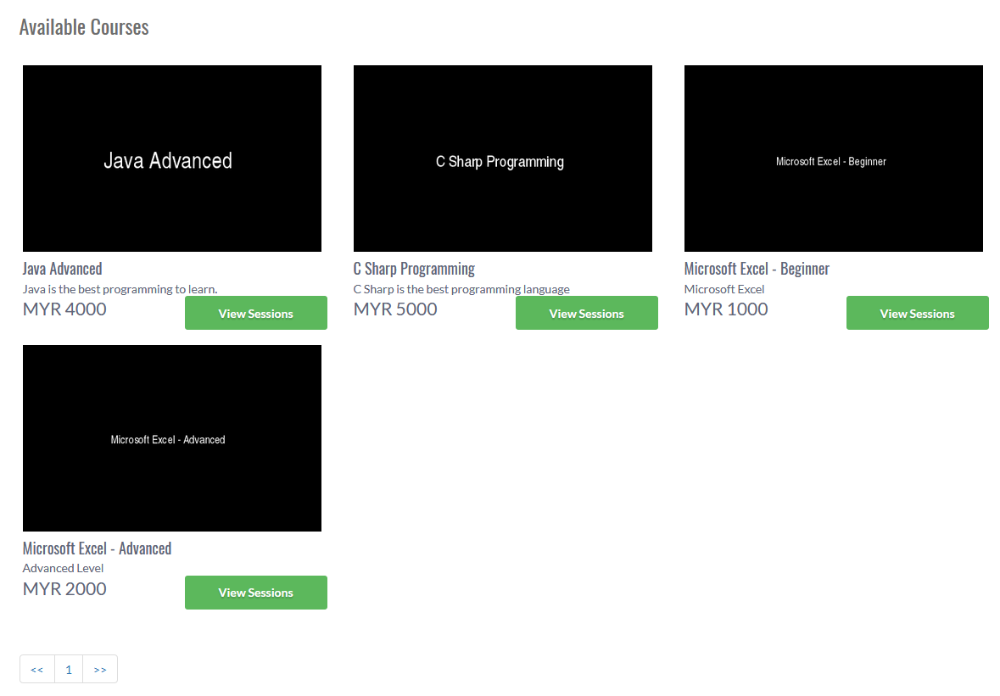 Available Courses
Java Advanced
C Sharp Programming
Microsoft Excel - Beginner
Java Advanced
Java is the best programming to learn.
MYR 4000
View Sessions
C Sharp Programming
C Sharp is the best programming language
MYR 5000
View Sessions
Microsoft Excel - Beginner
Microsoft Excel
MYR 1000
View Sessions
Microsoft Excel - Advanced
Microsoft Excel - Advanced
Advanced Level
MYR 2000
View Sessions
<< 1 >>